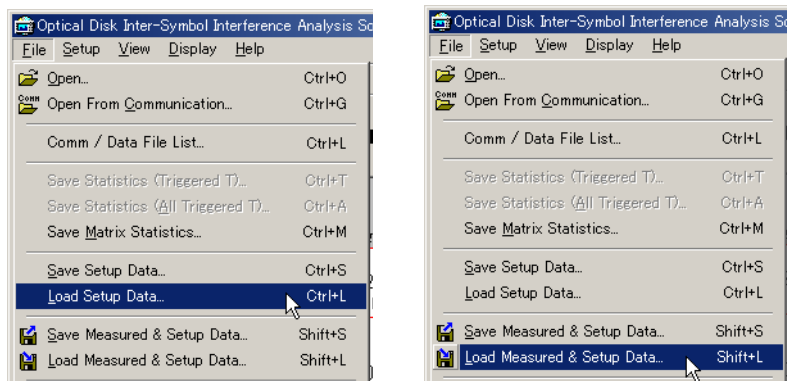 Optical Disk Inter-Symbol Interference Analysis So
File Setup View Display Help
Open... Ctrl+O
Open From Communication... Ctrl+G
Comm / Data File List... Ctrl+L
Save Statistics (Triggered T)... Ctrl+T
Save Statistics (All Triggered T)... Ctrl+A
Save Matrix Statistics... Ctrl+M
Save Setup Data... Ctrl+S
Load Setup Data... Ctrl+L
Save Measured & Setup Data... Shift+S
Load Measured & Setup Data... Shift+L
Optical Disk Inter-Symbol Interference Analysis So
File Setup View Display Help
Open... Ctrl+O
COMM Open From Communication... Ctrl+G
Comm / Data File List... Ctrl+L
Save Statistics (Triggered T)... Ctrl+T
Save Statistics (All Triggered T)... Ctrl+A
Save Matrix Statistics... Ctrl+M
Save Setup Data... Ctrl+S
Load Setup Data... Ctrl+L
Save Measured & Setup Data... Shift+S
Load Measured & Setup Data... Shift+L